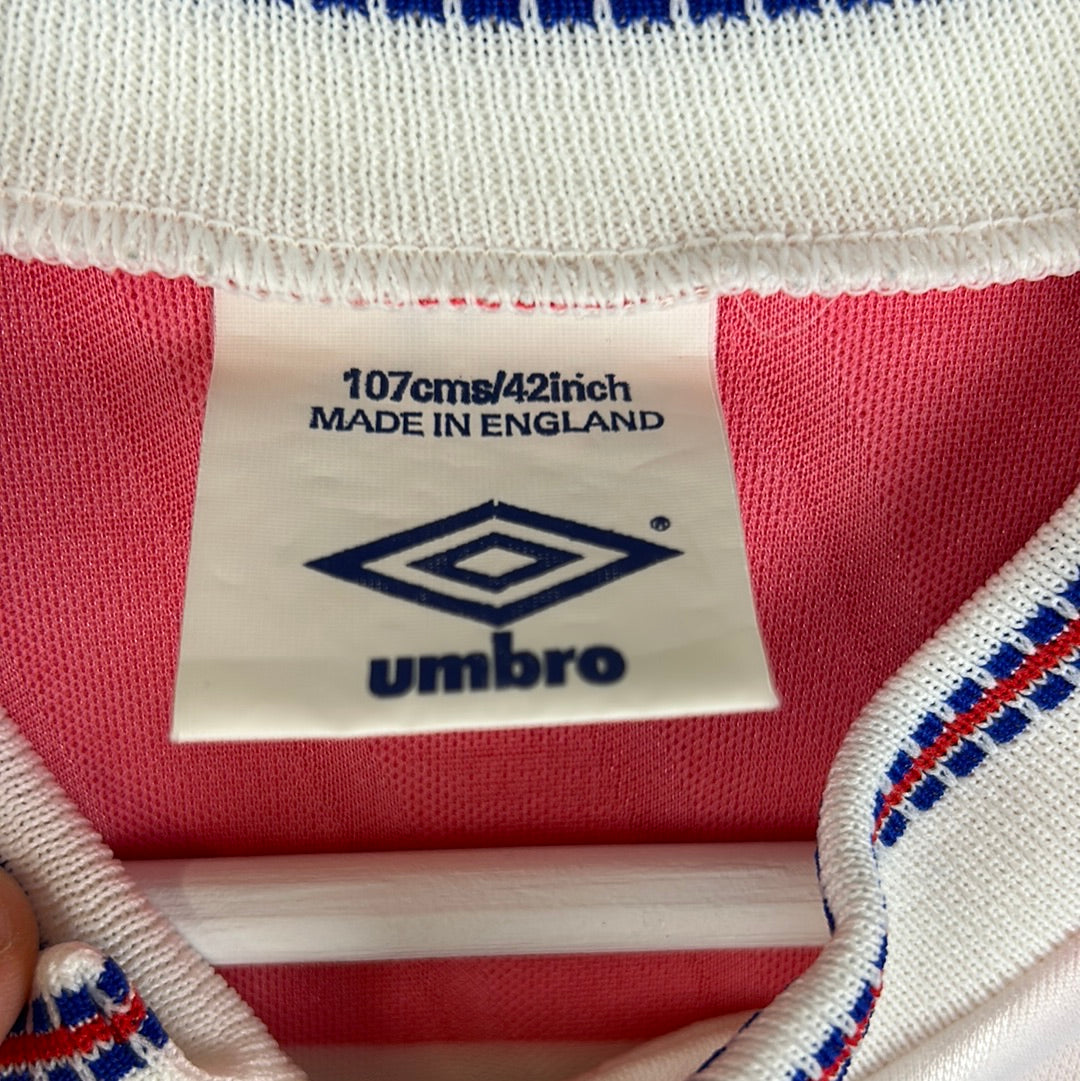 107cms/42inch
MADE IN ENGLAND
®
umbro